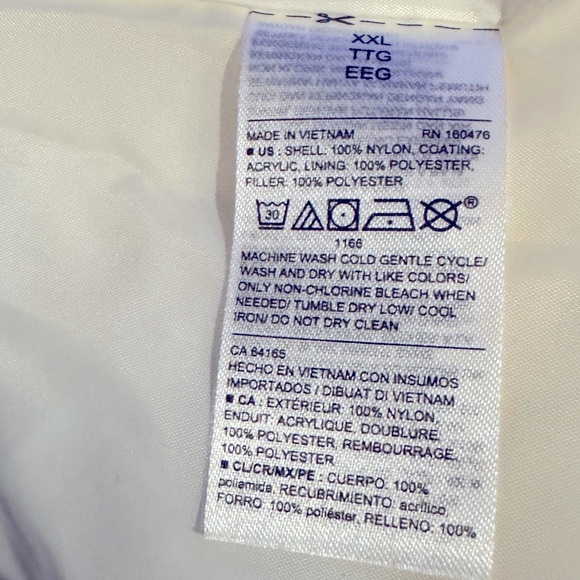 XXL
TTG
EEG
MADE IN VIETNAM RN 160476
■ US : SHELL: 100% NYLON, COATING:
ACRYLIC, LINING: 100% POLYESTER,
FILLER: 100% POLYESTER
30 ®
1166
MACHINE WASH COLD GENTLE CYCLE/
WASH AND DRY WITH LIKE COLORS/
ONLY NON-CHLORINE BLEACH WHEN
NEEDED/ TUMBLE DRY LOW/ COOL
IRON/ DO NOT DRY CLEAN
CA 64165
HECHO EN VIETNAM CON INSUMOS
IMPORTADOS / DIBUAT DI VIETNAM
■ CA : EXTÉRIEUR: 100% NYLON,
ENDUIT: ACRYLIQUE, DOUBLURE:
100% POLYESTER, REMBOURRAGE:
100% POLYESTER
■ CL/CR/MX/PE : CUERPO: 100%
poliamida, RECUBRIMIENTO: acrílico,
FORRO: 100% poliéster, RELLENO: 100%